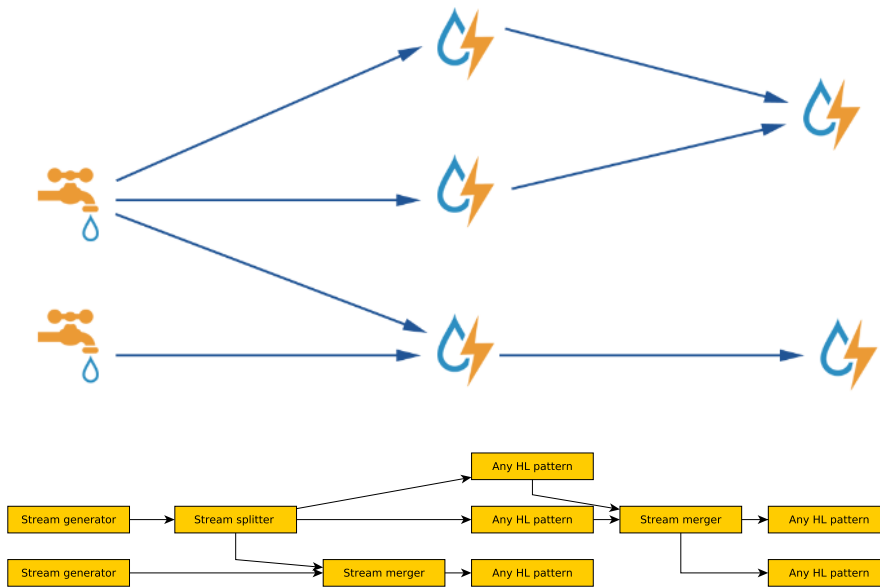 Any HL pattern
Stream generator
Stream splitter
Any HL pattern
Stream merger
Any HL pattern
Stream generator
Stream merger
Any HL pattern
Any HL pattern